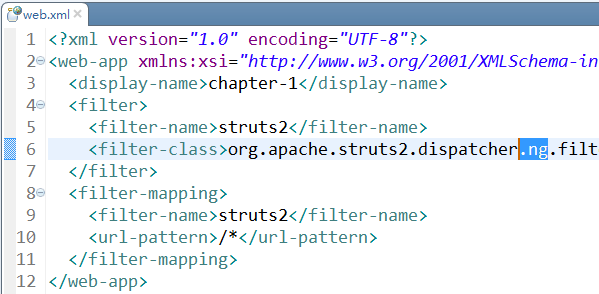 web.xml
1 <?xml version="1.0" encoding="UTF-8"?>
2 <web-app xmlns:xsi="http://www.w3.org/2001/XMLSchema-in
3 <display-name>chapter-1</display-name>
4 <filter>
5 <filter-name>struts2</filter-name>
6 <filter-class>org.apache.struts2.dispatcher.ng.filt
7 </filter>
8 <filter-mapping>
9 <filter-name>struts2</filter-name>
10 <url-pattern>/*</url-pattern>
11 </filter-mapping>
12 </web-app>